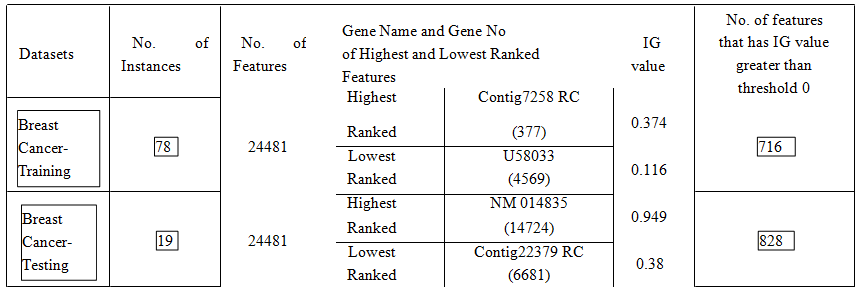 Datasets
No. of
Instances
No. of
Features
Gene Name and Gene No
of Highest and Lowest Ranked
Features
IG
value
No. of features
that has IG value
greater than
threshold 0
Breast
Cancer-
Training
78
24481
Highest
Ranked
Contig7258 RC
(377)
0.374
Lowest
Ranked
U58033
(4569)
0.116
716
Breast
Cancer-
Testing
19
24481
Highest
Ranked
NM 014835
(14724)
0.949
Lowest
Ranked
Contig22379 RC
(6681)
0.38
828